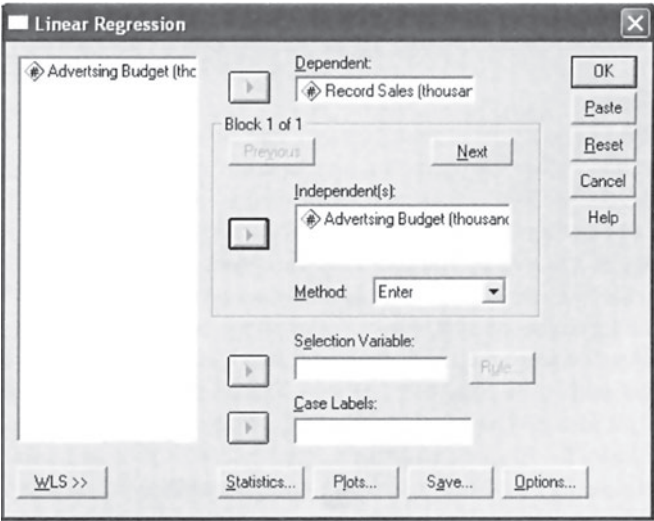 Linear Regression
Advertsing Budget (thc
Dependent:
Record Sales (thousar
Block 1 of 1
Previous
Next
Independent(s):
Advertsing Budget (thousand
Method:
Enter
Selection Variable:
Rule...
Case Labels:
WLS >>
Statistics...
Plots...
Save...
Options...
OK
Paste
Reset
Cancel
Help